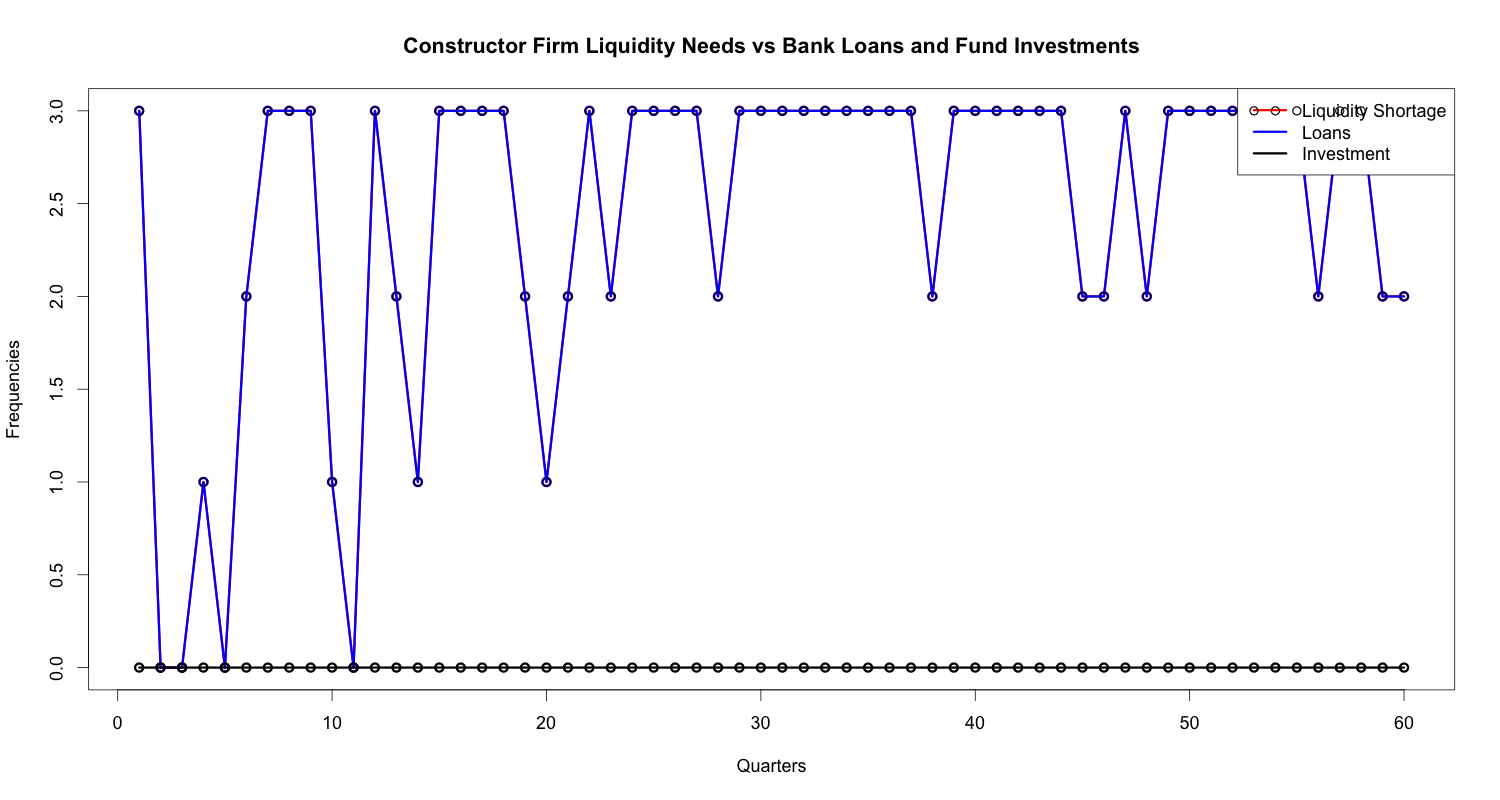 Constructor Firm Liquidity Needs vs Bank Loans and Fund Investments
3.0
2.5
2.0
1.5
1.0
0.5
0.0
Frequencies
Liquidity Shortage
Loans
Investment
0 10 20 30 40 50 60
Quarters